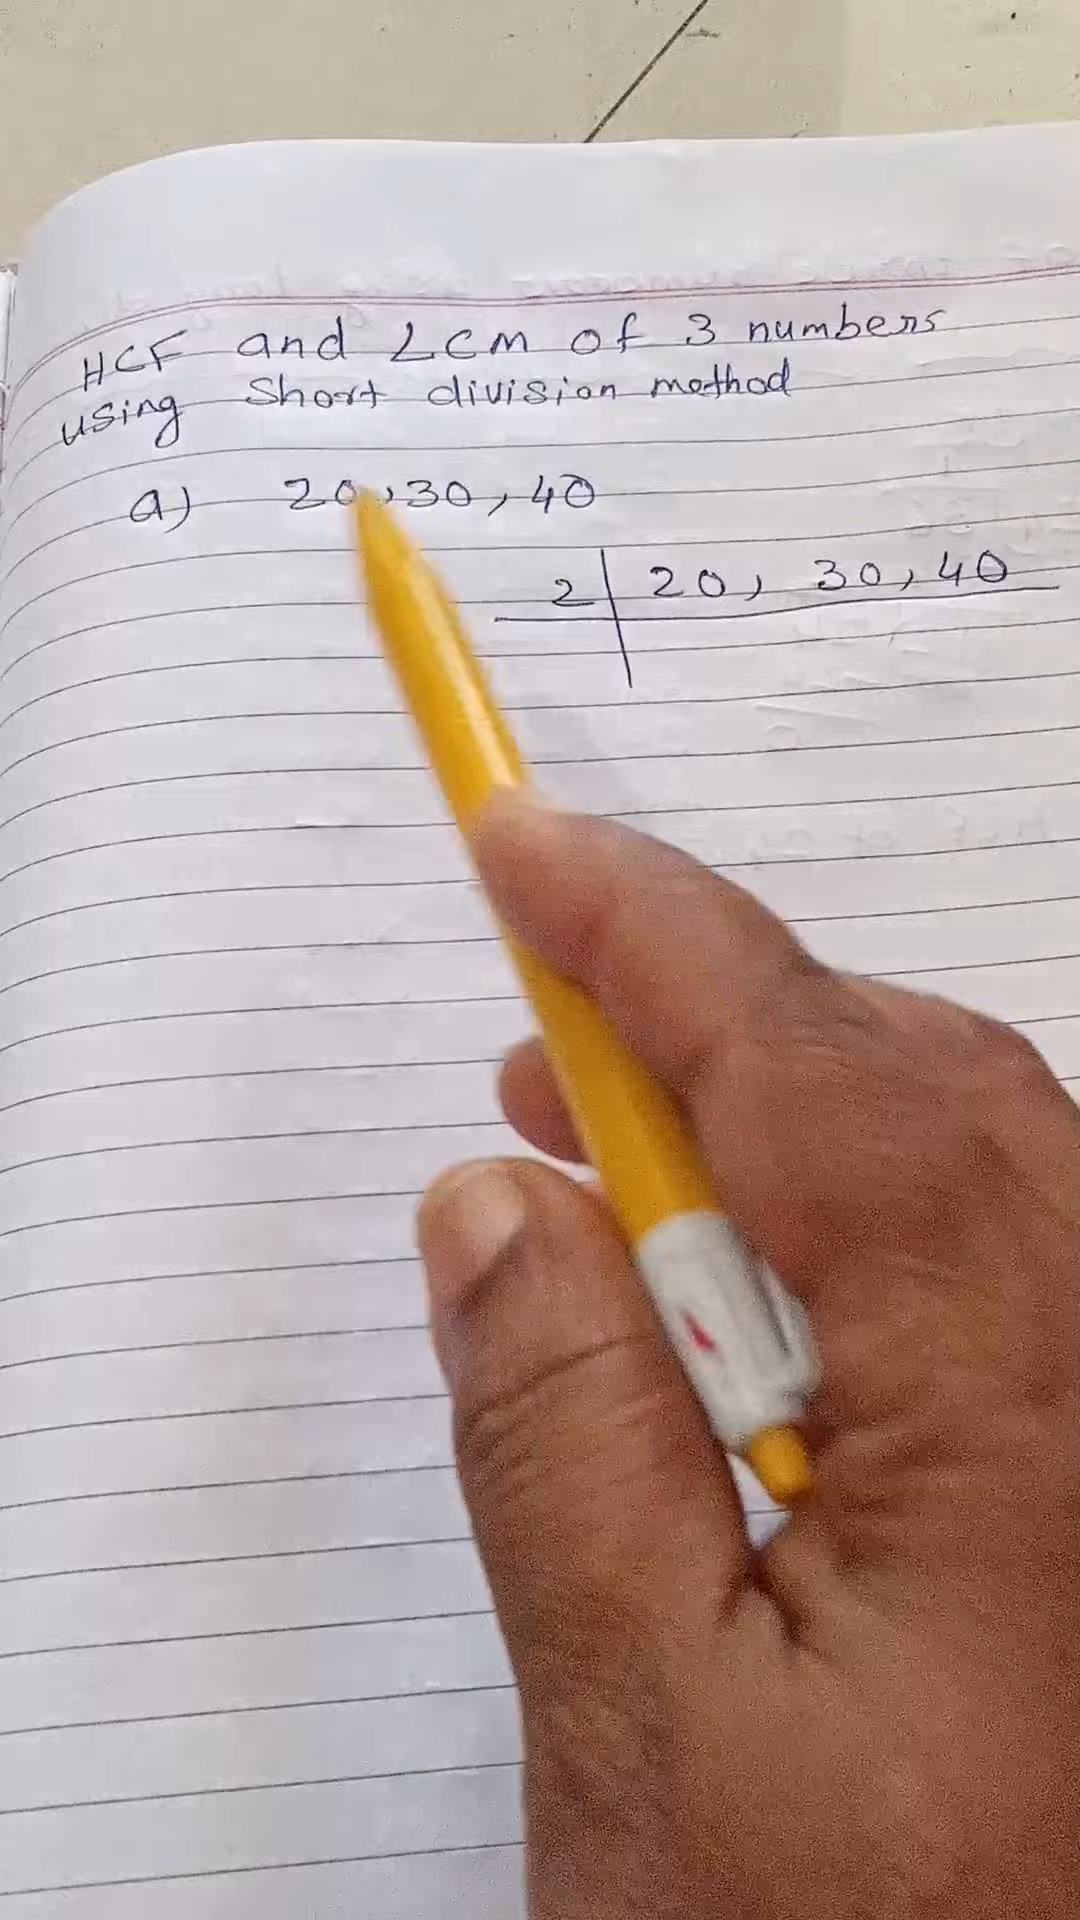 HCF and LCM of 3 numbers
using Short division method
a) 20, 30, 40
2 | 20, 30, 40